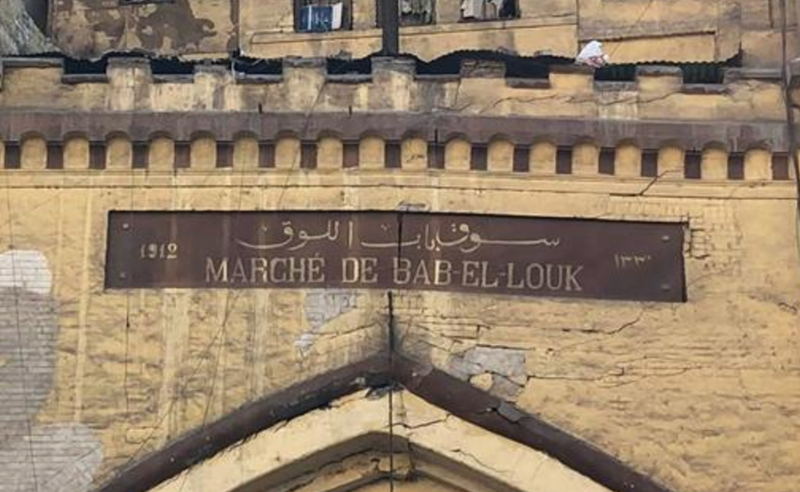 سوق باب اللوق
1912 MARCHÉ DE BAB-EL-LOUK ١٣٣٠